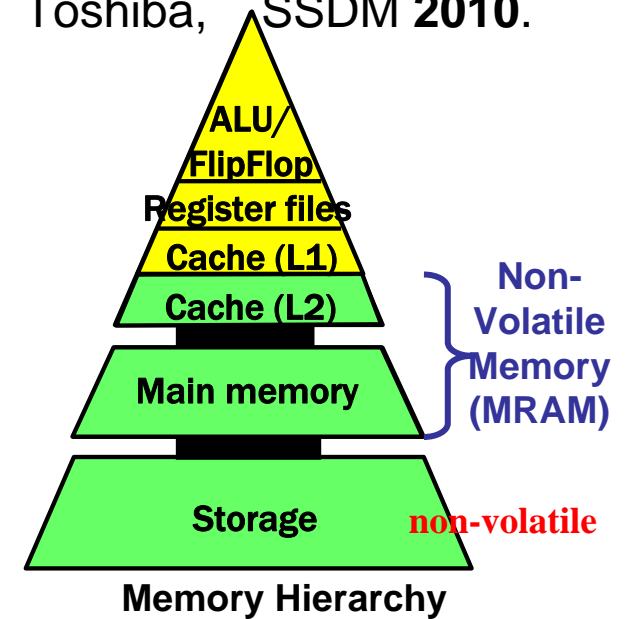 Toshiba, SSDM 2010.
ALU/
FlipFlop
Register files
Cache (L1)
Cache (L2)
Main memory
Storage
Non-
Volatile
Memory
(MRAM)
non-volatile
Memory Hierarchy